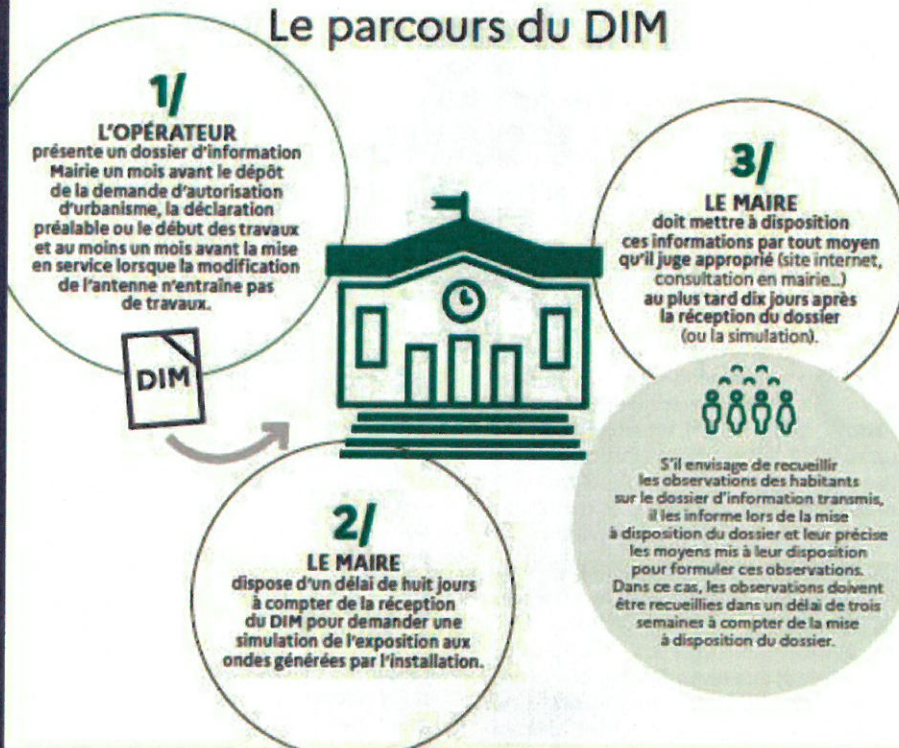 Le parcours du DIM
1/
L'OPÉRATEUR
présente un dossier d'information
Mairie un mois avant le dépôt
de la demande d'autorisation
d'urbanisme, la déclaration
préalable ou le début des travaux
et au moins un mois avant la mise
en service lorsque la modification
de l'antenne n'entraîne pas
de travaux.
DIM
2/
LE MAIRE
dispose d'un délai de huit jours
à compter de la réception
du DIM pour demander une
simulation de l'exposition aux
ondes générées par l'installation.
3/
LE MAIRE
doit mettre à disposition
ces informations par tout moyen
qu'il juge approprié (site internet,
consultation en mairie...)
au plus tard dix jours après
la réception du dossier
(ou la simulation).
S'il envisage de recueillir
les observations des habitants
sur le dossier d'information transmis,
il les informe lors de la mise
à disposition du dossier et leur précise
les moyens mis à leur disposition
pour formuler ces observations.
Dans ce cas, les observations doivent
être recueillies dans un délai de trois
semaines à compter de la mise
à disposition du dossier.